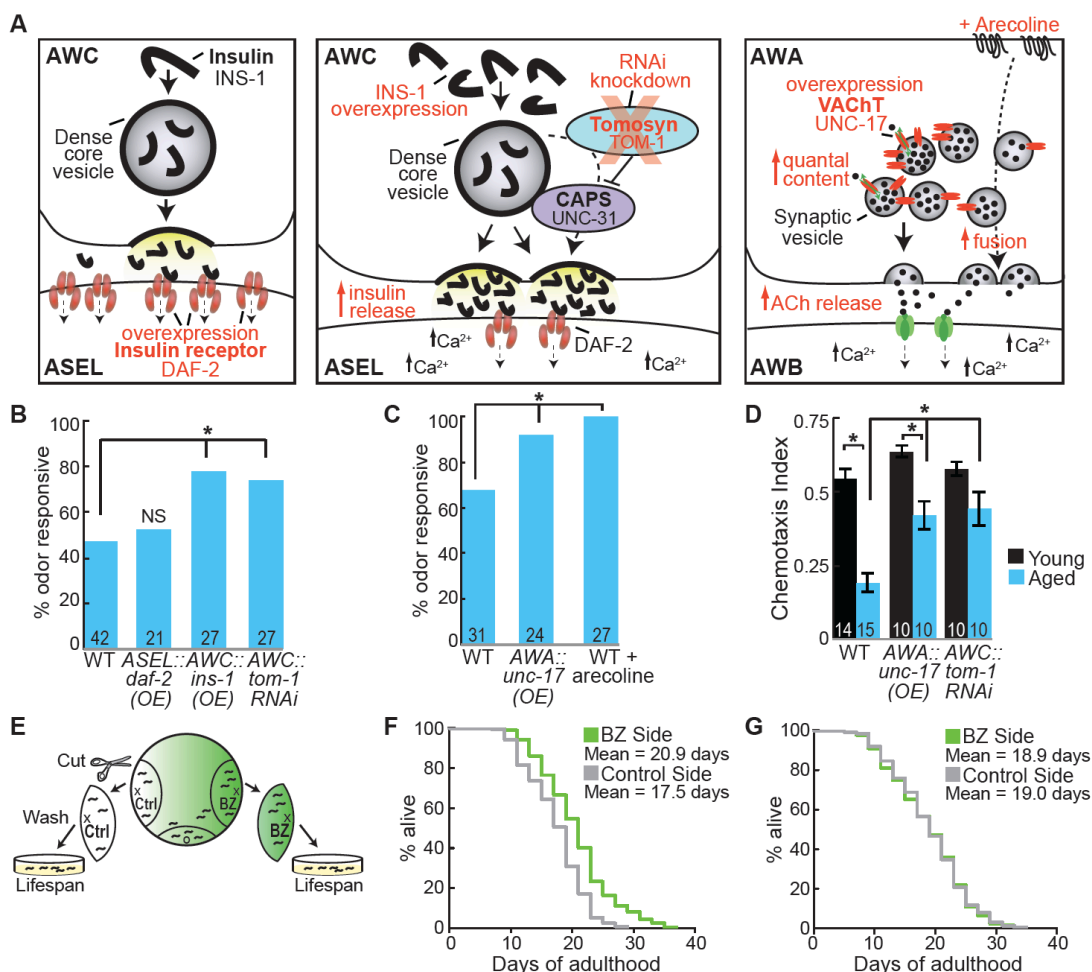 A
AWC
Insulin
INS-1
Dense
core
vesicle
overexpression
Insulin receptor
DAF-2
ASEL
AWC
INS-1
overexpression
RNAi
knockdown
Tomosyn
TOM-1
Dense
core
vesicle
CAPS
UNC-31
insulin
release
DAF-2
Ca2+
Ca2+
Ca2+
Ca2+
ASEL
+ Arecoline
AWA
overexpression
VAChT
UNC-17
quantal
content
Synaptic
vesicle
fusion
ACh release
Ca2+
Ca2+
Ca2+
AWB
B
% odor responsive
80
60
40
20
0
*
NS
42
21
27
27
WT
ASEL::
daf-2
(OE)
AWC::
ins-1
(OE)
AWC::
tom-1
RNAi
C
% odor responsive
100
80
60
40
20
0
*
31
24
27
WT
AWA::
unc-17
(OE)
WT +
arecoline
D
Chemotaxis Index
0.75
0.5
0.25
0
*
*
*
14
15
10
10
10
10
WT
AWA::
unc-17
(OE)
AWC::
tom-1
RNAi
Young
Aged
E
Cut
x
Ctrl
BZ
x
o
Wash
x
Ctrl
x
BZ
Lifespan
Lifespan
F
% alive
100
80
60
40
20
0
0
10
20
30
40
Days of adulthood
BZ Side
Mean = 20.9 days
Control Side
Mean = 17.5 days
G
% alive
100
80
60
40
20
0
0
10
20
30
40
Days of adulthood
BZ Side
Mean = 18.9 days
Control Side
Mean = 19.0 days